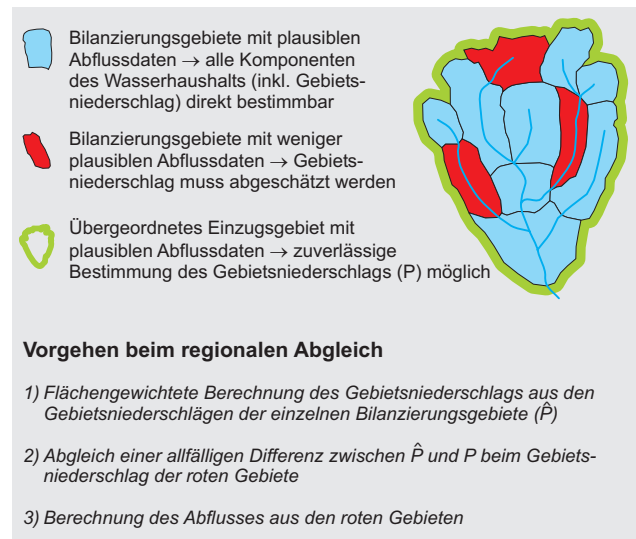 Bilanzierungsgebiete mit plausiblen
Abflussdaten → alle Komponenten
des Wasserhaushalts (inkl. Gebiets-
niederschlag) direkt bestimmbar
Bilanzierungsgebiete mit weniger
plausiblen Abflussdaten → Gebiets-
niederschlag muss abgeschätzt werden
Übergeordnetes Einzugsgebiet mit
plausiblen Abflussdaten → zuverlässige
Bestimmung des Gebietsniederschlags (P) möglich
Vorgehen beim regionalen Abgleich
1) Flächengewichtete Berechnung des Gebietsniederschlags aus den
Gebietsniederschlägen der einzelnen Bilanzierungsgebiete (P̂)
2) Abgleich einer allfälligen Differenz zwischen P̂ und P beim Gebiets-
niederschlag der roten Gebiete
3) Berechnung des Abflusses aus den roten Gebieten